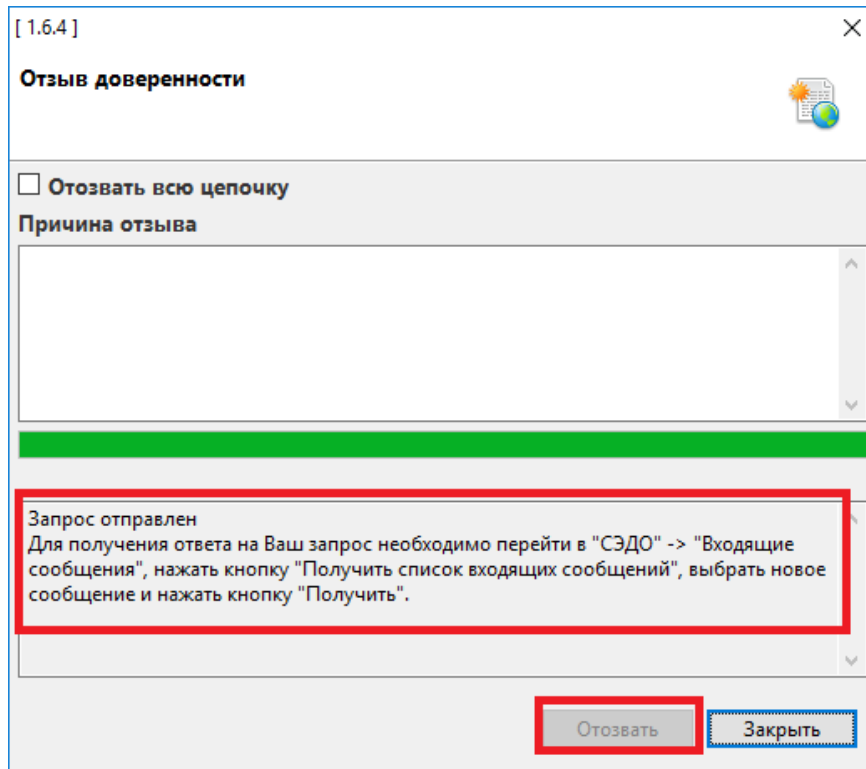 [ 1.6.4 ]
Отзыв доверенности
Отозвать всю цепочку
Причина отзыва
Запрос отправлен
Для получения ответа на Ваш запрос необходимо перейти в "СЭДО" -> "Входящие
сообщения", нажать кнопку "Получить список входящих сообщений", выбрать новое
сообщение и нажать кнопку "Получить".
Отозвать
Закрыть